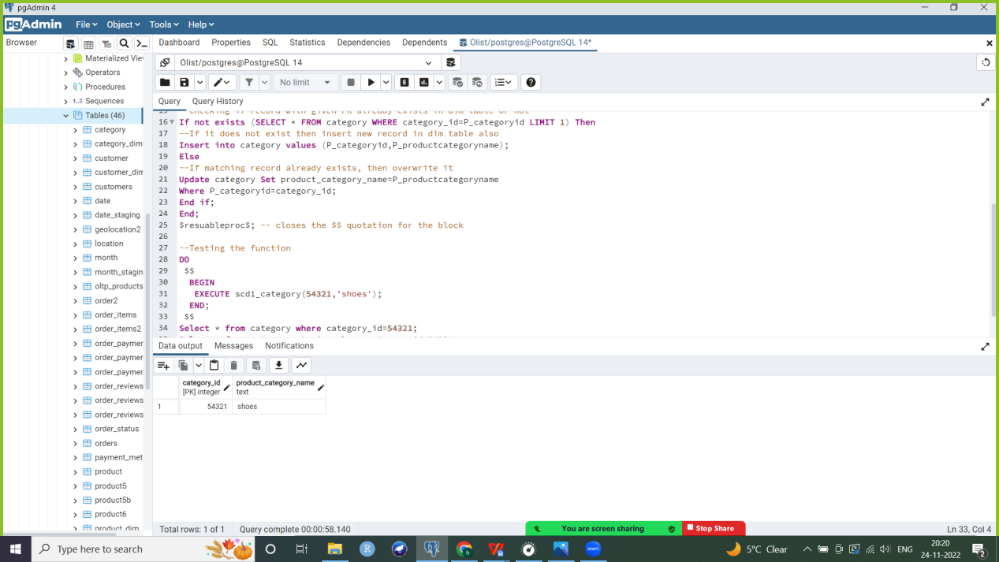 pgAdmin 4
pgAdmin File Object Tools Help
Browser
Dashboard Properties SQL Statistics Dependencies Dependents Olist/postgres@PostgreSQL 14*
Materialized Vie
Operators
Procedures
1..3 Sequences
Tables (46)
category
category_dim
customer
customer_dim
customers
date
date_staging
geolocation2
location
month
month_stagin
oltp_products
order2
order_items
order_items2
order_paymer
order_paymer
order_paymer
order_reviews
order_reviews
order_reviews
order_status
orders
payment_met
product
product5
product5b
product6
product_dim
Olist/postgres@PostgreSQL 14
No limit
Query Query History
16 If not exists (SELECT * FROM category WHERE category_id=P_categoryid LIMIT 1) Then
17 --If it does not exist then insert new record in dim table also
18 Insert into category values (P_categoryid,P_productcategoryname);
19 Else
20 --If matching record already exists, then overwrite it
21 Update category Set product_category_name=P_productcategoryname
22 Where P_categoryid=category_id;
23 End if;
24 End;
25 $resuableproc$; -- closes the $$ quotation for the block
26
27 --Testing the function
28 DO
29 $$
30 BEGIN
31 EXECUTE scd1_category(54321,'shoes');
32 END;
33 $$
34 Select * from category where category_id=54321;
Data output Messages Notifications
category_id product_category_name
[PK] integer text
1 54321 shoes
Total rows: 1 of 1 Query complete 00:00:58.140
You are screen sharing Stop Share
Ln 33, Col 4
Type here to search
R
zoom
5°C Clear
ENG
20:20
24-11-2022
2